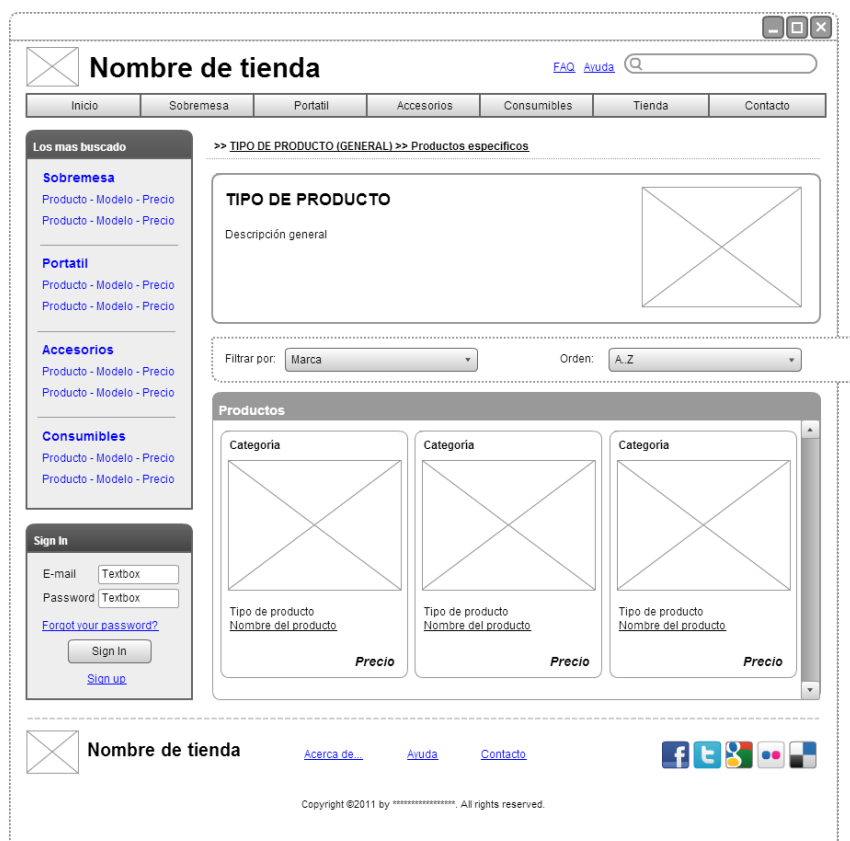 Nombre de tienda
FAQ Ayuda
Inicio Sobremesa Portatil Accesorios Consumibles Tienda Contacto
Los mas buscado
Sobremesa
Producto - Modelo - Precio
Producto - Modelo - Precio
Portatil
Producto - Modelo - Precio
Producto - Modelo - Precio
Accesorios
Producto - Modelo - Precio
Producto - Modelo - Precio
Consumibles
Producto - Modelo - Precio
Producto - Modelo - Precio
Sign In
E-mail Textbox
Password Textbox
Forgot your password?
Sign In
Sign up
>> TIPO DE PRODUCTO (GENERAL) >> Productos especificos
TIPO DE PRODUCTO
Descripción general
Filtrar por: Marca Orden: A..Z
Productos
Categoria Categoria Categoria
Tipo de producto Tipo de producto Tipo de producto
Nombre del producto Nombre del producto Nombre del producto
Precio Precio Precio
Nombre de tienda
Acerca de... Ayuda Contacto
Copyright ©2011 by *****************. All rights reserved.